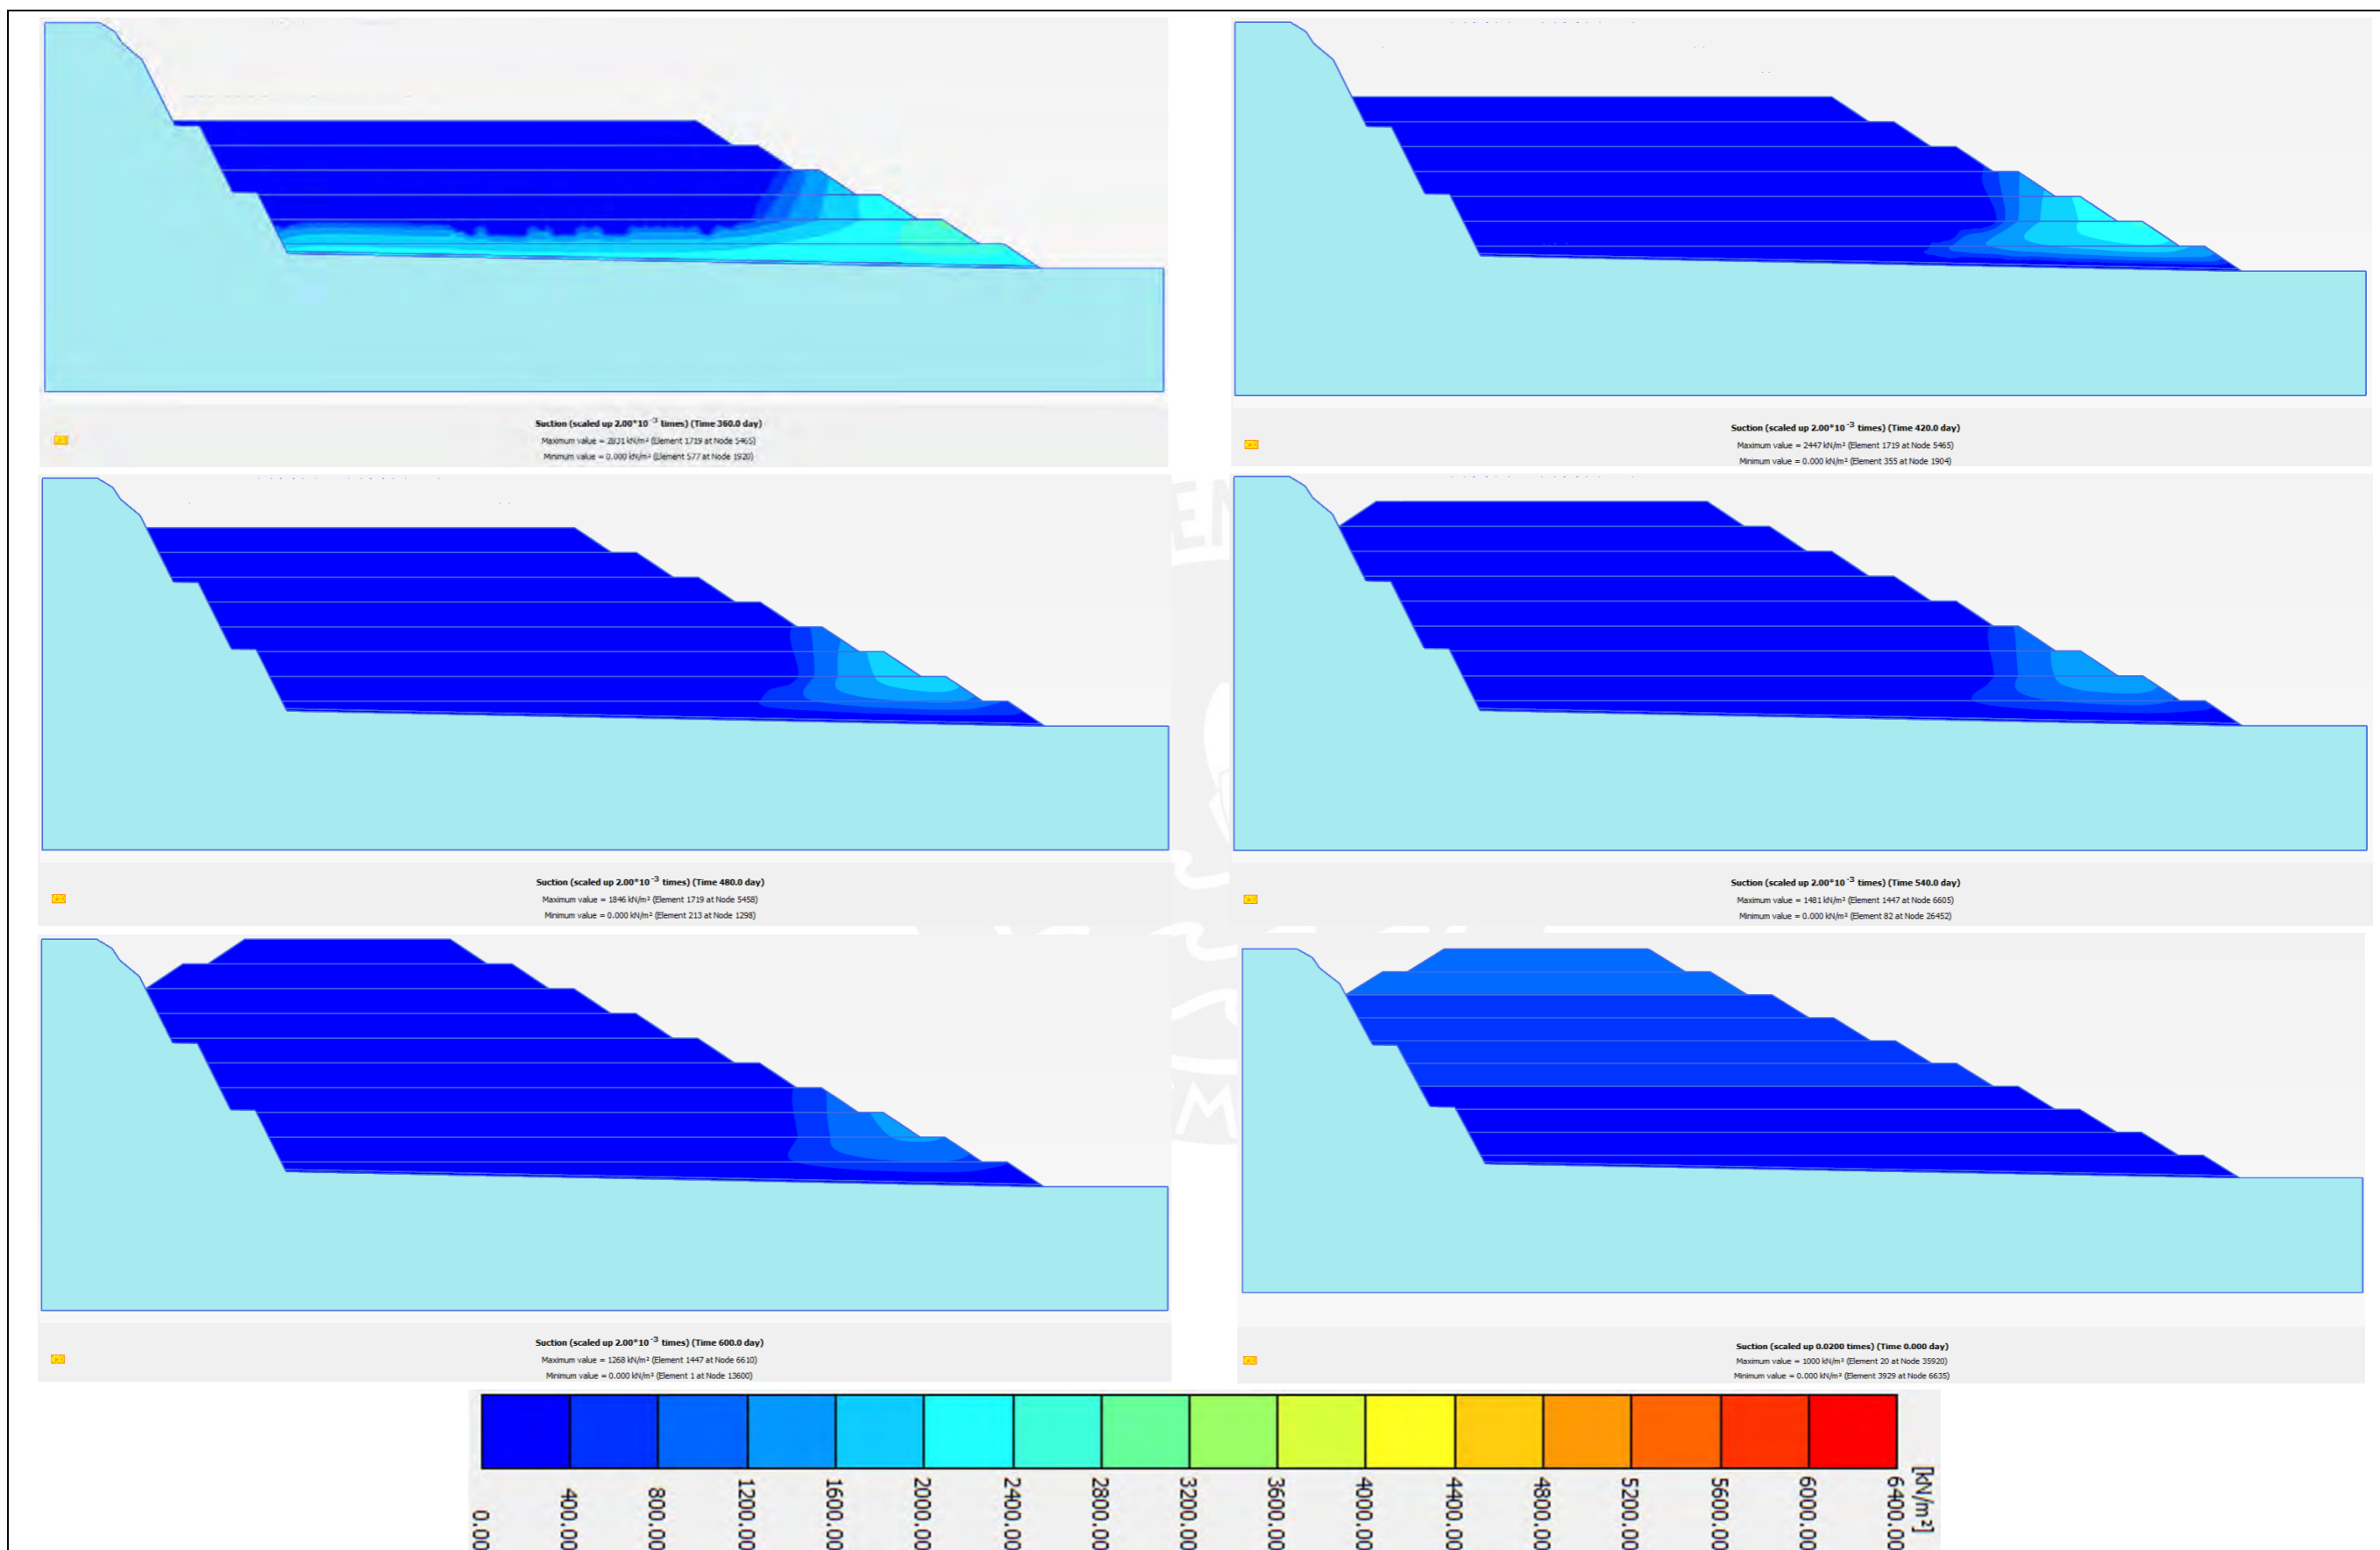 Suction (scaled up 2.00*10⁻³ times) (Time 360.0 day)
Maximum value = 2831 kN/m² (Element 1719 at Node 5465)
Minimum value = 0.000 kN/m² (Element 577 at Node 1920)
Suction (scaled up 2.00*10⁻³ times) (Time 420.0 day)
Maximum value = 2447 kN/m² (Element 1719 at Node 5465)
Minimum value = 0.000 kN/m² (Element 355 at Node 1904)
Suction (scaled up 2.00*10⁻³ times) (Time 480.0 day)
Maximum value = 1846 kN/m² (Element 1719 at Node 5458)
Minimum value = 0.000 kN/m² (Element 213 at Node 1298)
Suction (scaled up 2.00*10⁻³ times) (Time 540.0 day)
Maximum value = 1481 kN/m² (Element 1447 at Node 6605)
Minimum value = 0.000 kN/m² (Element 82 at Node 26452)
Suction (scaled up 2.00*10⁻³ times) (Time 600.0 day)
Maximum value = 1268 kN/m² (Element 1447 at Node 6610)
Minimum value = 0.000 kN/m² (Element 1 at Node 13600)
Suction (scaled up 0.0200 times) (Time 0.000 day)
Maximum value = 1000 kN/m² (Element 20 at Node 35920)
Minimum value = 0.000 kN/m² (Element 3929 at Node 6635)
[kN/m²]
0.00
400.00
800.00
1200.00
1600.00
2000.00
2400.00
2800.00
3200.00
3600.00
4000.00
4400.00
4800.00
5200.00
5600.00
6000.00
6400.00